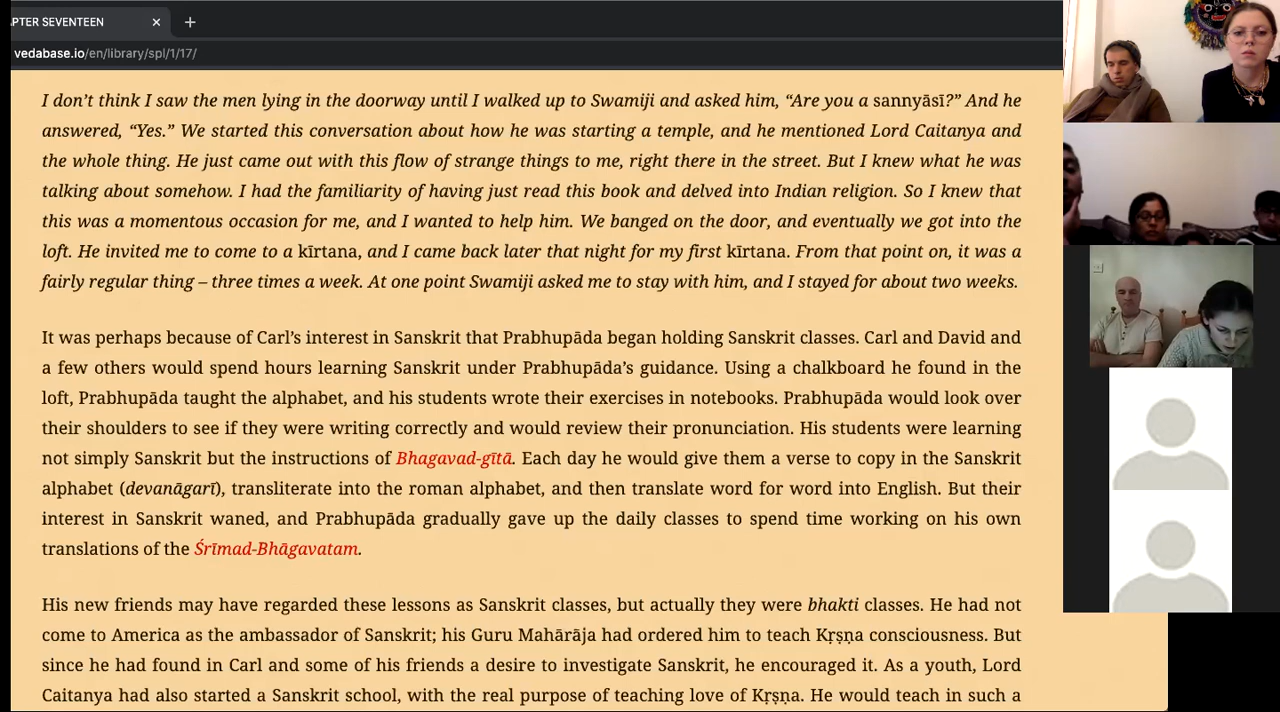 PTER SEVENTEEN
vedabase.io/en/library/spl/1/17/
I don’t think I saw the men lying in the doorway until I walked up to Swamiji and asked him, “Are you a sannyāsī?” And he
answered, “Yes.” We started this conversation about how he was starting a temple, and he mentioned Lord Caitanya and
the whole thing. He just came out with this flow of strange things to me, right there in the street. But I knew what he was
talking about somehow. I had the familiarity of having just read this book and delved into Indian religion. So I knew that
this was a momentous occasion for me, and I wanted to help him. We banged on the door, and eventually we got into the
loft. He invited me to come to a kīrtana, and I came back later that night for my first kīrtana. From that point on, it was a
fairly regular thing – three times a week. At one point Swamiji asked me to stay with him, and I stayed for about two weeks.
It was perhaps because of Carl’s interest in Sanskrit that Prabhupāda began holding Sanskrit classes. Carl and David and
a few others would spend hours learning Sanskrit under Prabhupāda’s guidance. Using a chalkboard he found in the
loft, Prabhupāda taught the alphabet, and his students wrote their exercises in notebooks. Prabhupāda would look over
their shoulders to see if they were writing correctly and would review their pronunciation. His students were learning
not simply Sanskrit but the instructions of Bhagavad-gītā. Each day he would give them a verse to copy in the Sanskrit
alphabet (devanāgarī), transliterate into the roman alphabet, and then translate word for word into English. But their
interest in Sanskrit waned, and Prabhupāda gradually gave up the daily classes to spend time working on his own
translations of the Śrīmad-Bhāgavatam.
His new friends may have regarded these lessons as Sanskrit classes, but actually they were bhakti classes. He had not
come to America as the ambassador of Sanskrit; his Guru Mahārāja had ordered him to teach Kṛṣṇa consciousness. But
since he had found in Carl and some of his friends a desire to investigate Sanskrit, he encouraged it. As a youth, Lord
Caitanya had also started a Sanskrit school, with the real purpose of teaching love of Kṛṣṇa. He would teach in such a